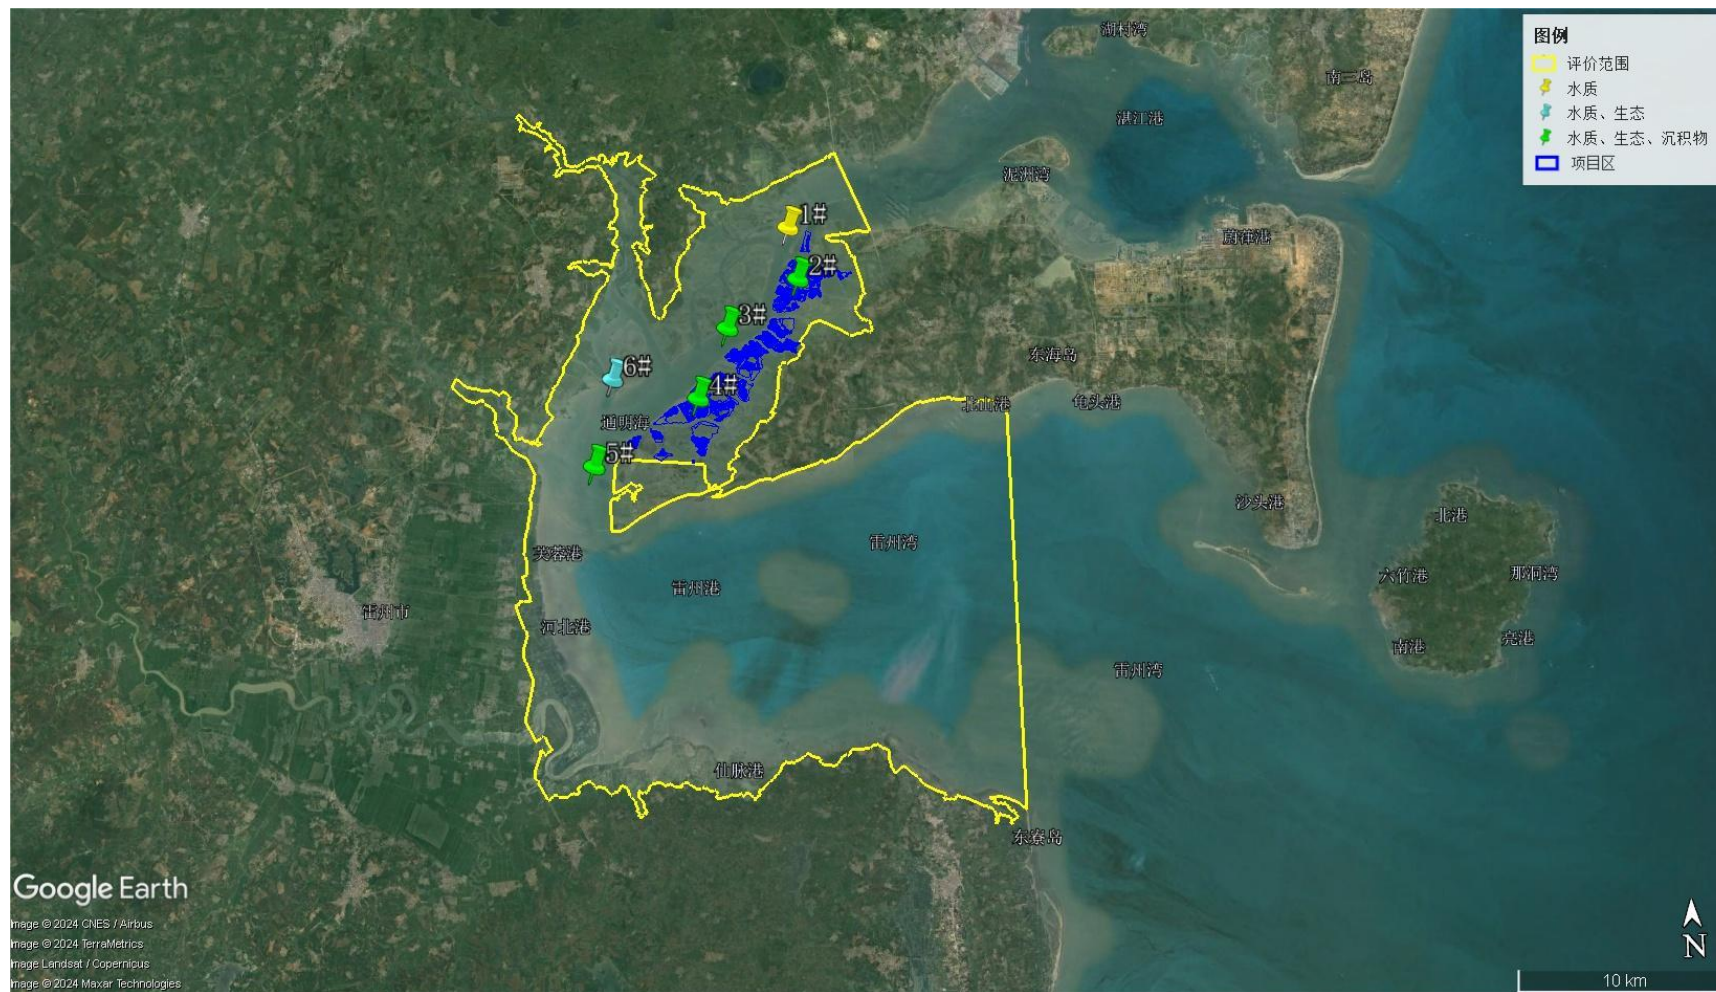 图例
评价范围
水质
水质、生态
水质、生态、沉积物
项目区
湖村湾
南三岛
湛江港
泥洲湾
蔚葎港
1#
2#
3#
东海岛
6#
4#
北山港
龟头港
通明海
5#
沙头港
北港
雷州湾
芙蓉港
六竹港
那洞湾
雷州港
雷州市
河北港
亮港
南港
雷州湾
仙脉港
东寮岛
Google Earth
Image © 2024 CNES / Airbus
Image © 2024 TerraMetrics
Image Landsat / Copernicus
Image © 2024 Maxar Technologies
N
10 km